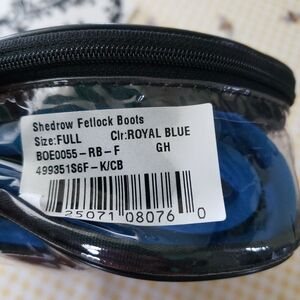 Shedrow Fetlock Boots
Size:FULL Clr:ROYAL BLUE
BOE0055-RB-F GH
499351S6F-K/CB
25071 08076 0